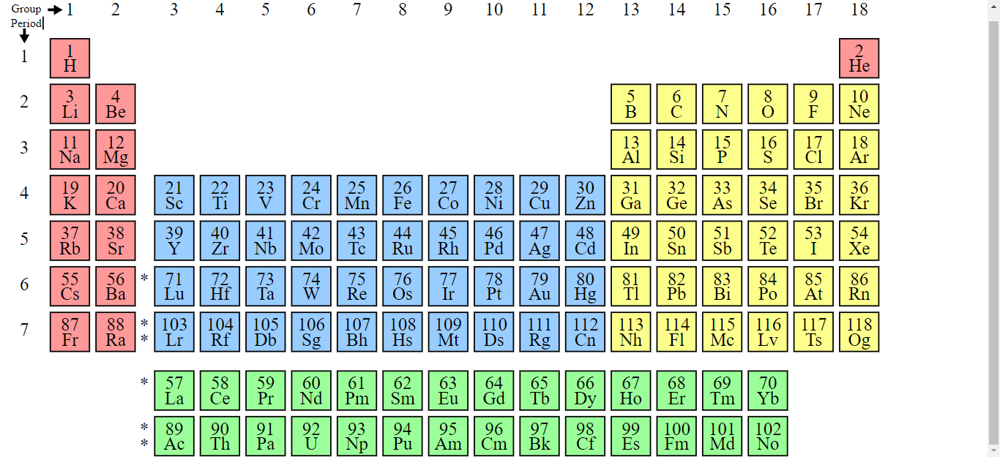 Group 1 2 3 4 5 6 7 8 9 10 11 12 13 14 15 16 17 18
Period
1
1 2
H He
2
3 4 5 6 7 8 9 10
Li Be B C N O F Ne
3
11 12 13 14 15 16 17 18
Na Mg Al Si P S Cl Ar
4
19 20 21 22 23 24 25 26 27 28 29 30 31 32 33 34 35 36
K Ca Sc Ti V Cr Mn Fe Co Ni Cu Zn Ga Ge As Se Br Kr
5
37 38 39 40 41 42 43 44 45 46 47 48 49 50 51 52 53 54
Rb Sr Y Zr Nb Mo Tc Ru Rh Pd Ag Cd In Sn Sb Te I Xe
6
55 56 * 71 72 73 74 75 76 77 78 79 80 81 82 83 84 85 86
Cs Ba Lu Hf Ta W Re Os Ir Pt Au Hg Tl Pb Bi Po At Rn
7
87 88 * 103 104 105 106 107 108 109 110 111 112 113 114 115 116 117 118
Fr Ra * Lr Rf Db Sg Bh Hs Mt Ds Rg Cn Nh Fl Mc Lv Ts Og
* 57 58 59 60 61 62 63 64 65 66 67 68 69 70
La Ce Pr Nd Pm Sm Eu Gd Tb Dy Ho Er Tm Yb
* 89 90 91 92 93 94 95 96 97 98 99 100 101 102
* Ac Th Pa U Np Pu Am Cm Bk Cf Es Fm Md No